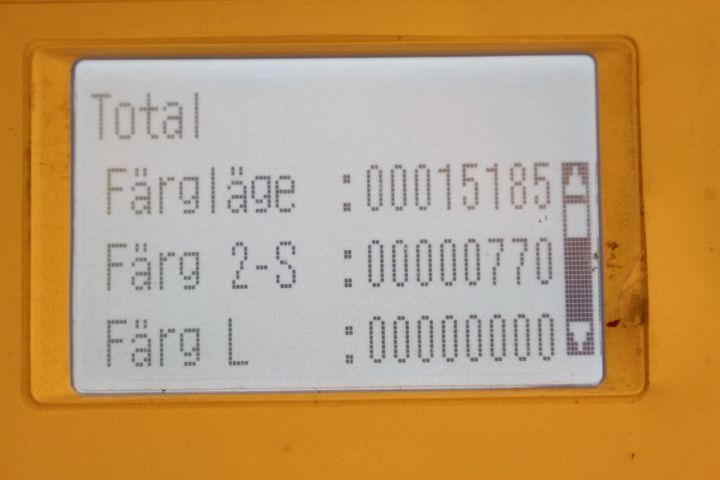 Total
Färgläge :00015185
Färg 2-S :00000770
Färg L :00000000